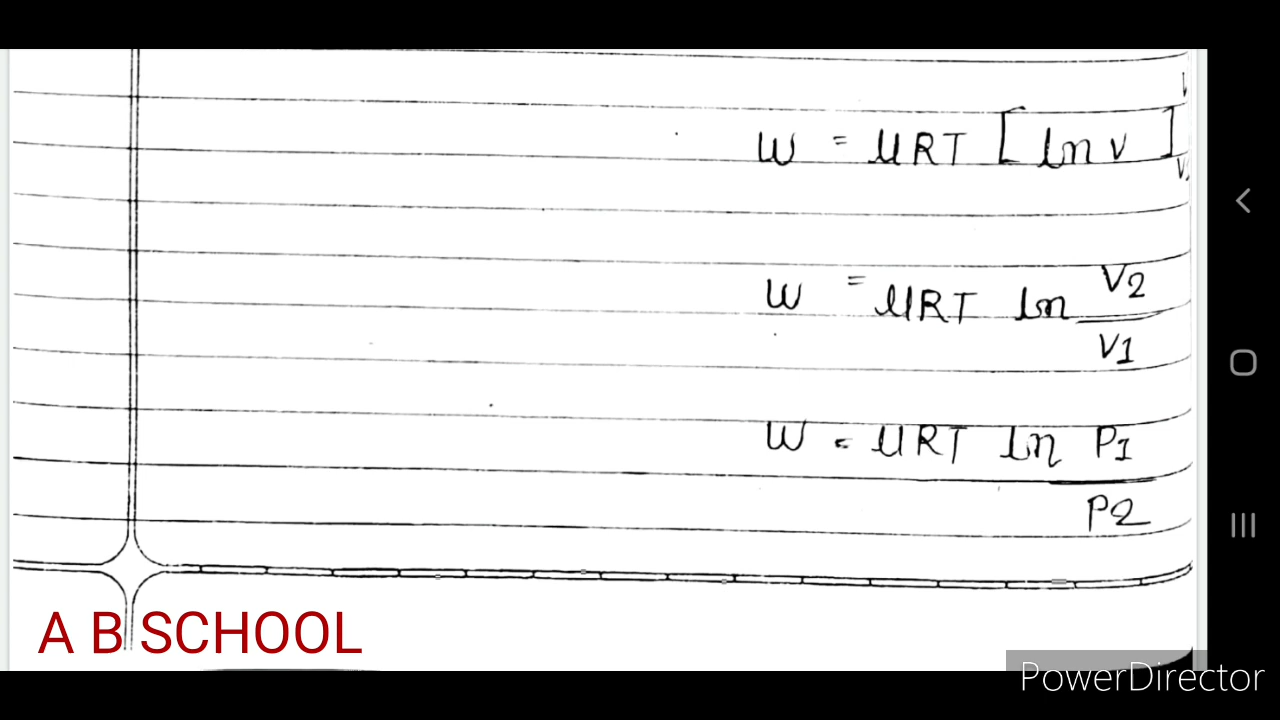 W = μRT [ln V]
W = μRT ln V2
V1
W = μRT ln P1
P2
A B SCHOOL
PowerDirector